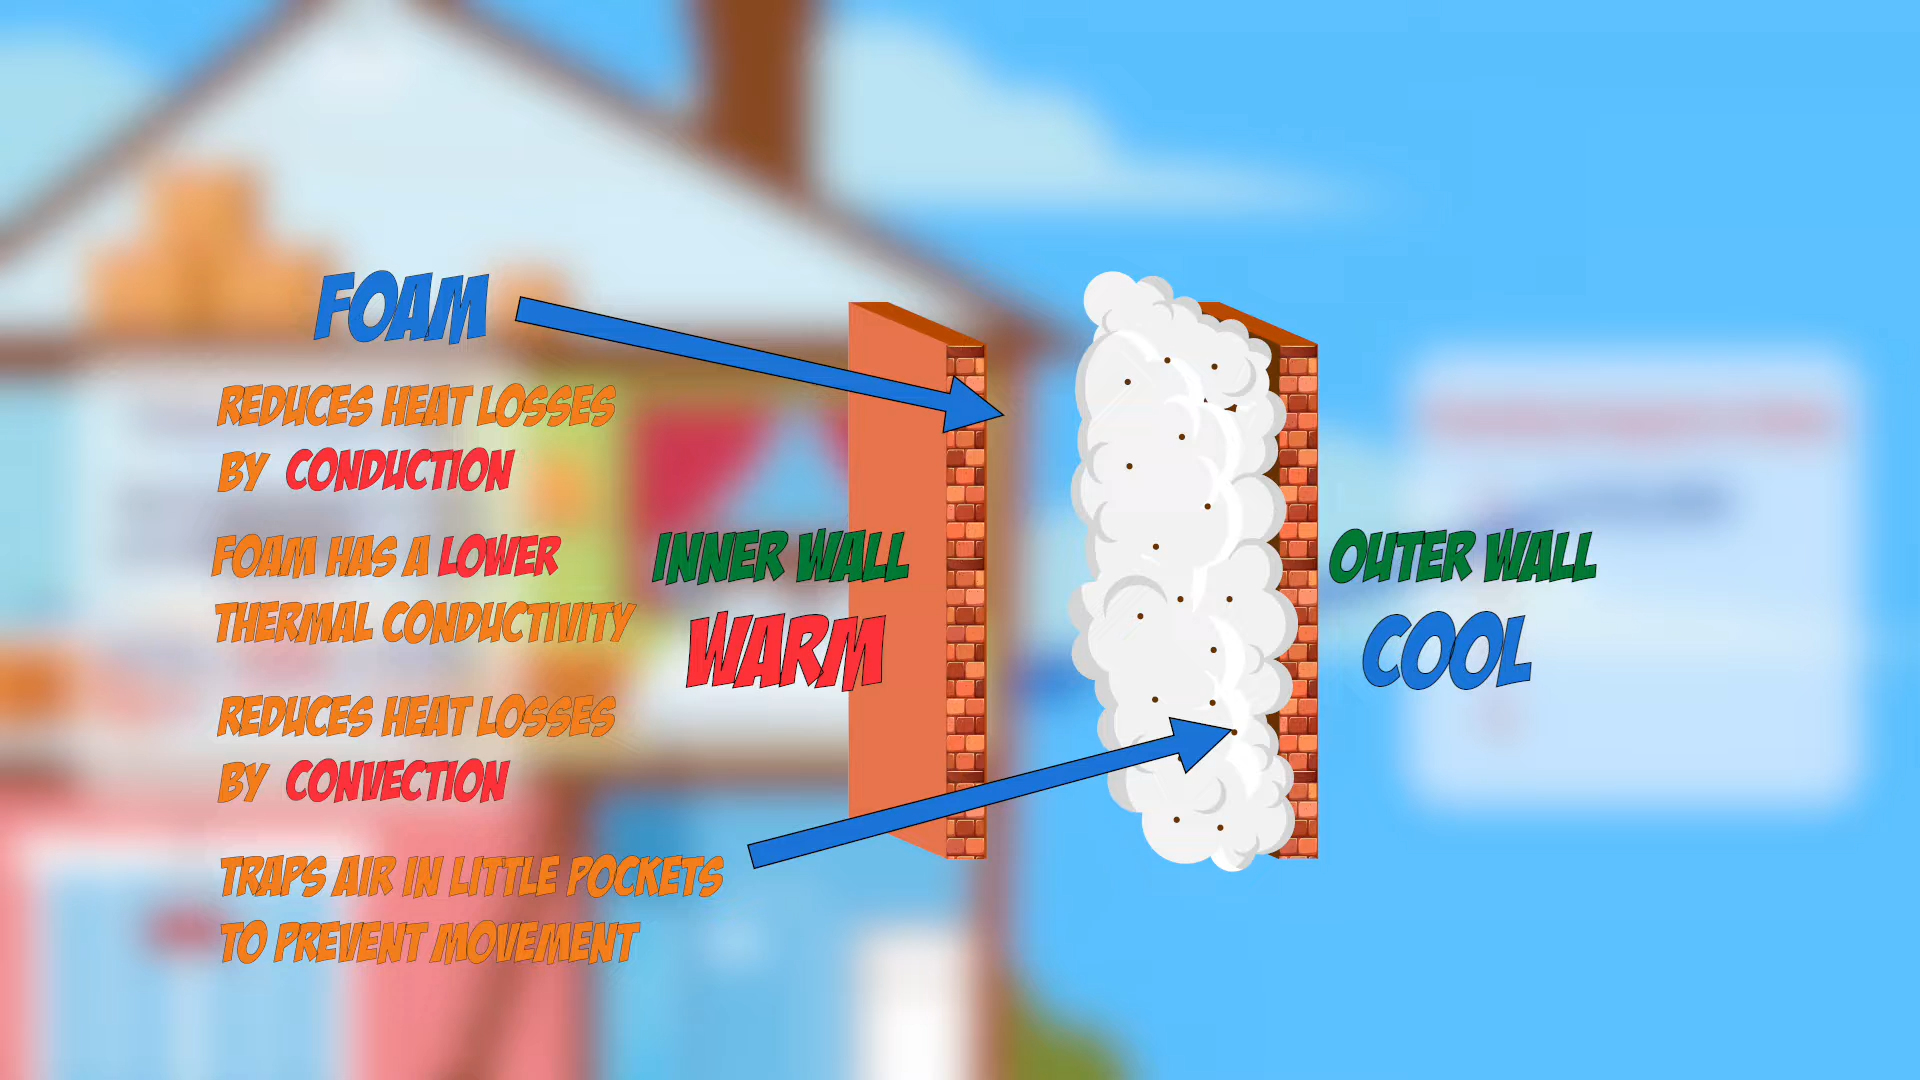 FOAM
REDUCES HEAT LOSSES
BY CONDUCTION
FOAM HAS A LOWER
THERMAL CONDUCTIVITY
REDUCES HEAT LOSSES
BY CONVECTION
TRAPS AIR IN LITTLE POCKETS
TO PREVENT MOVEMENT
INNER WALL
WARM
OUTER WALL
COOL